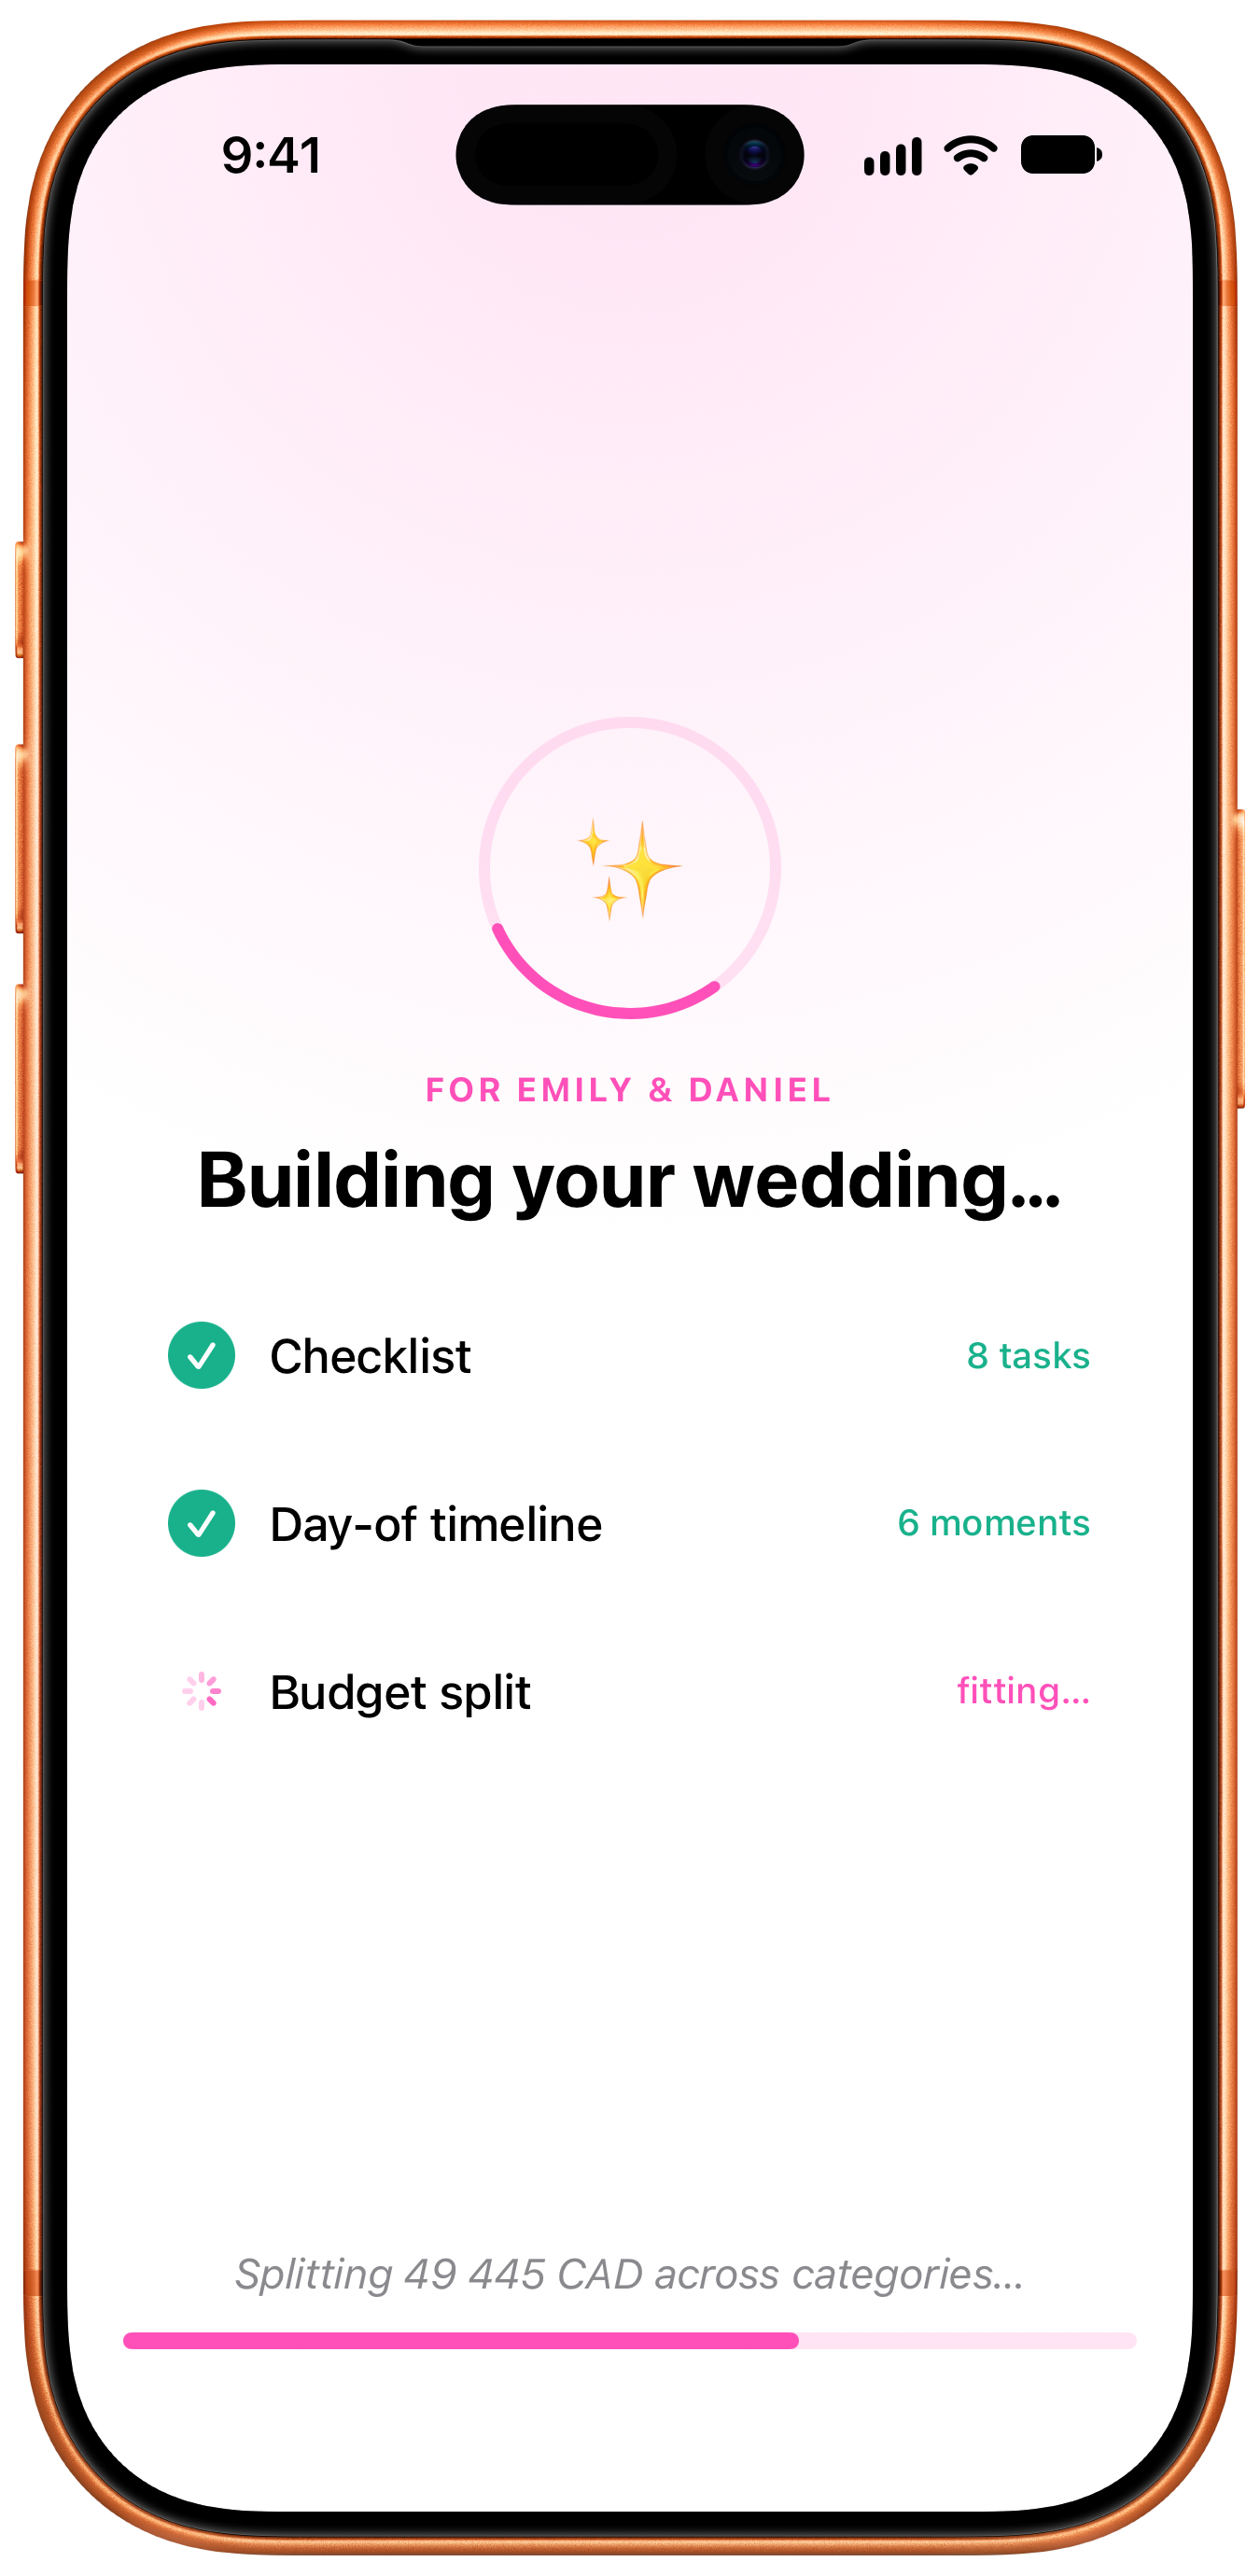 9:41
FOR EMILY & DANIEL
Building your wedding...
Checklist
8 tasks
Day-of timeline
6 moments
Budget split
fitting...
Splitting 49 445 CAD across categories...